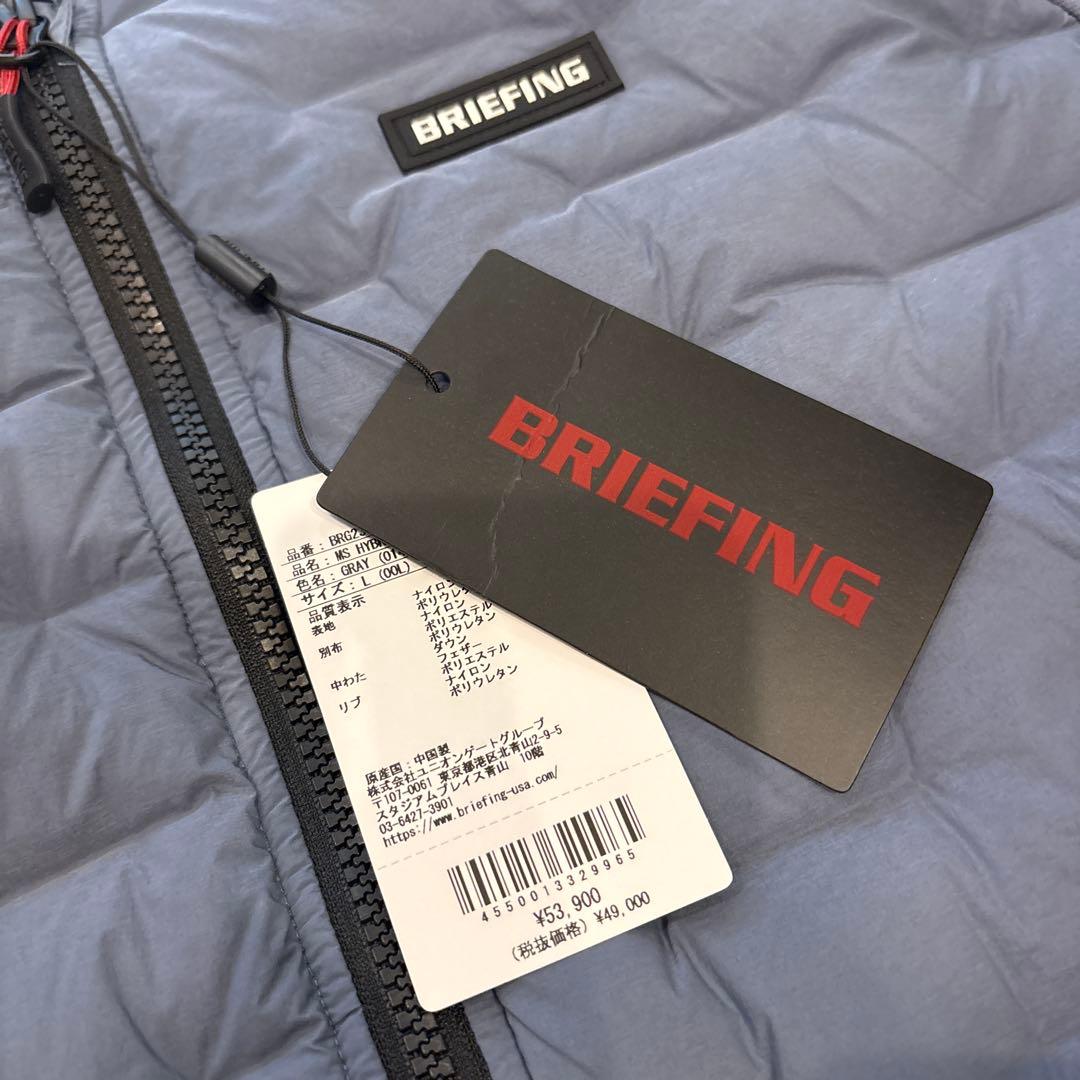 BRIEFING
BRIEFING
品番：BRG23
品名：MS HYBR
色名：GRAY (01
サイズ：L (00L)
品質表示
表地
ナイロン
ポリウレタ
ナイロン
別布
ポリエステル
ポリウレタン
ダウン
フェザー
中わた
ポリエステル
リブ
ナイロン
ポリウレタン
原産国：中国製
株式会社ユニオンゲートグループ
〒107-0061 東京都港区北青山2-9-5
スタジアムプレイス青山 10階
03-6427-3901
https://www.briefing-usa.com/
4550013329965
¥53,900
(税抜価格) ¥49,000